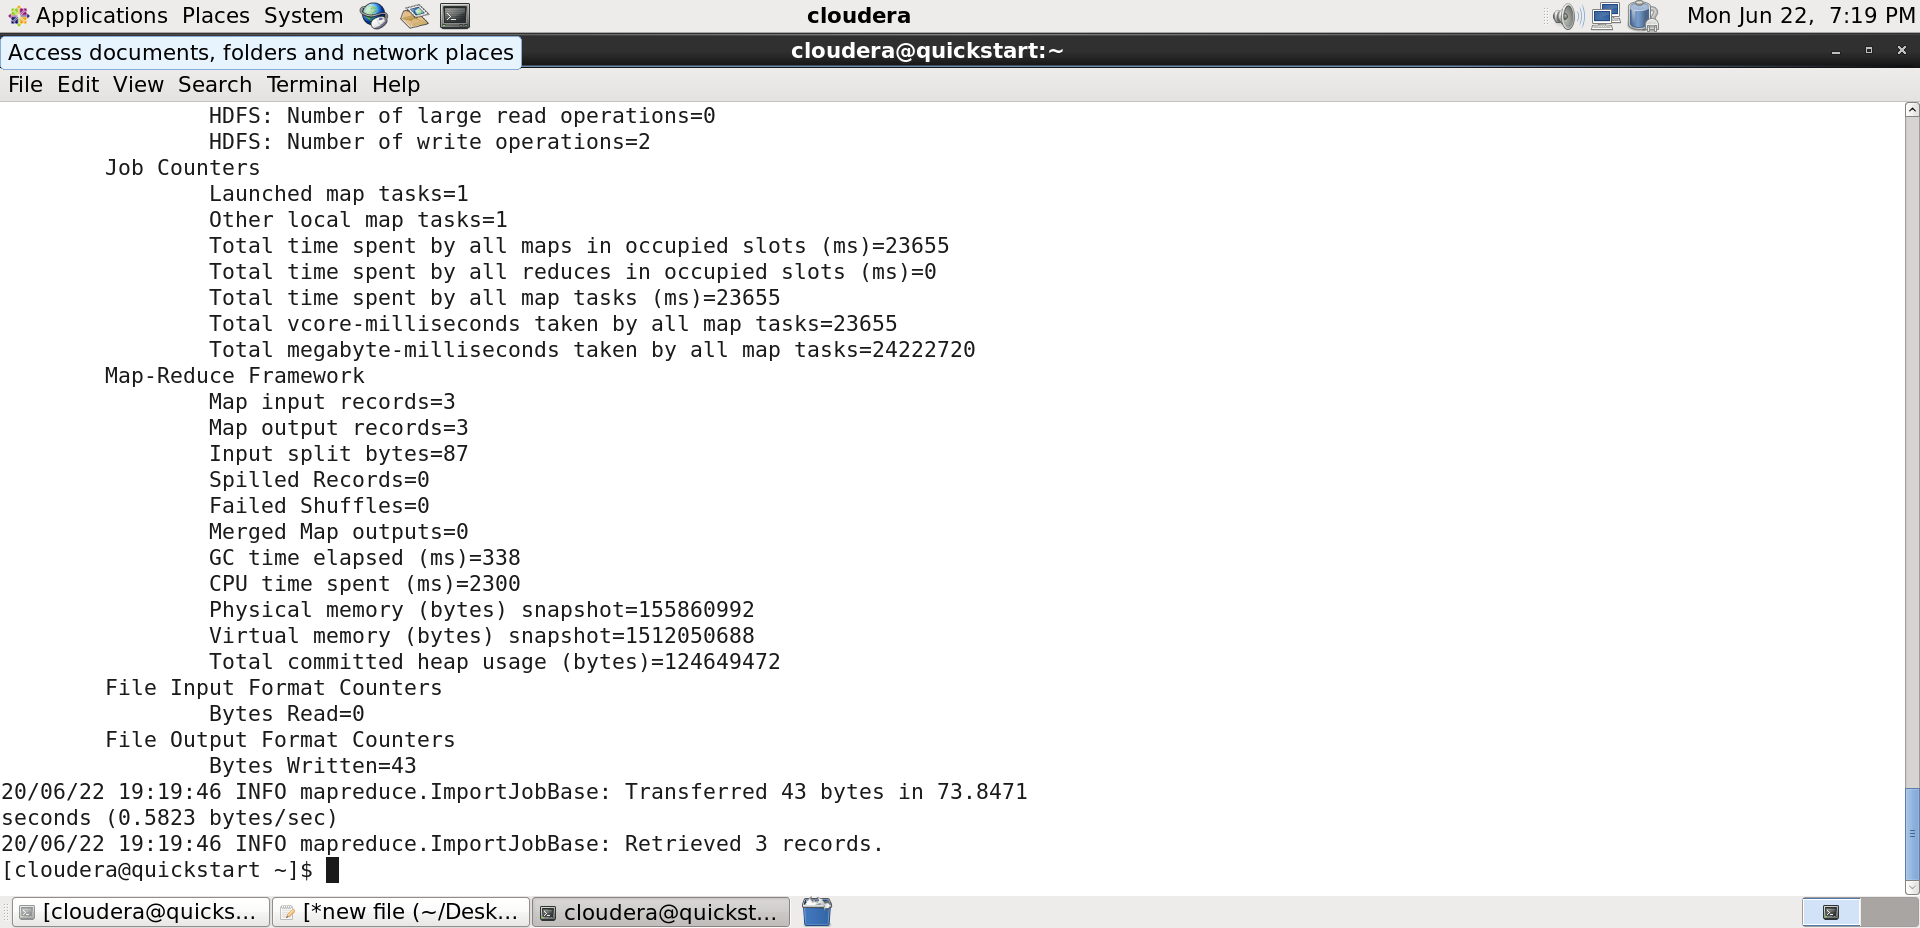 Applications Places System
cloudera
Mon Jun 22, 7:19 PM
Access documents, folders and network places
cloudera@quickstart:~
File Edit View Search Terminal Help
HDFS: Number of large read operations=0
HDFS: Number of write operations=2
Job Counters
Launched map tasks=1
Other local map tasks=1
Total time spent by all maps in occupied slots (ms)=23655
Total time spent by all reduces in occupied slots (ms)=0
Total time spent by all map tasks (ms)=23655
Total vcore-milliseconds taken by all map tasks=23655
Total megabyte-milliseconds taken by all map tasks=24222720
Map-Reduce Framework
Map input records=3
Map output records=3
Input split bytes=87
Spilled Records=0
Failed Shuffles=0
Merged Map outputs=0
GC time elapsed (ms)=338
CPU time spent (ms)=2300
Physical memory (bytes) snapshot=155860992
Virtual memory (bytes) snapshot=1512050688
Total committed heap usage (bytes)=124649472
File Input Format Counters
Bytes Read=0
File Output Format Counters
Bytes Written=43
20/06/22 19:19:46 INFO mapreduce.ImportJobBase: Transferred 43 bytes in 73.8471
seconds (0.5823 bytes/sec)
20/06/22 19:19:46 INFO mapreduce.ImportJobBase: Retrieved 3 records.
[cloudera@quickstart ~]$
[cloudera@quicks...
[*new file (~/Desk...
cloudera@quickst...